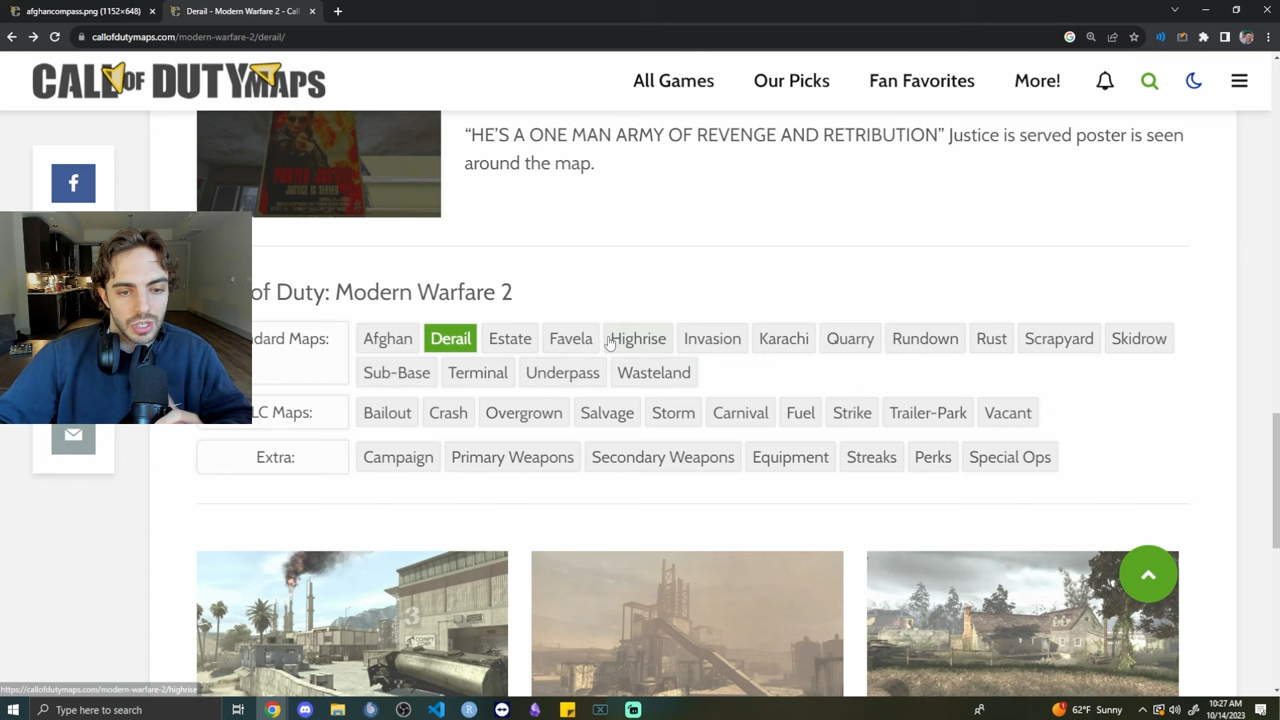 afghancompass.png (1152×648)
Derail - Modern Warfare 2 - Call
callofdutymaps.com/modern-warfare-2/derail/
CALL OF DUTY MAPS
All Games
Our Picks
Fan Favorites
More!
“HE'S A ONE MAN ARMY OF REVENGE AND RETRIBUTION” Justice is served poster is seen
around the map.
JUSTICE IS SERVED
of Duty: Modern Warfare 2
dard Maps:
Afghan
Derail
Estate
Favela
Highrise
Invasion
Karachi
Quarry
Rundown
Rust
Scrapyard
Skidrow
Sub-Base
Terminal
Underpass
Wasteland
LC Maps:
Bailout
Crash
Overgrown
Salvage
Storm
Carnival
Fuel
Strike
Trailer-Park
Vacant
Extra:
Campaign
Primary Weapons
Secondary Weapons
Equipment
Streaks
Perks
Special Ops
3
https://callofdutymaps.com/modern-warfare-2/highrise
Type here to search
62°F Sunny
10:27 AM
10/14/2023